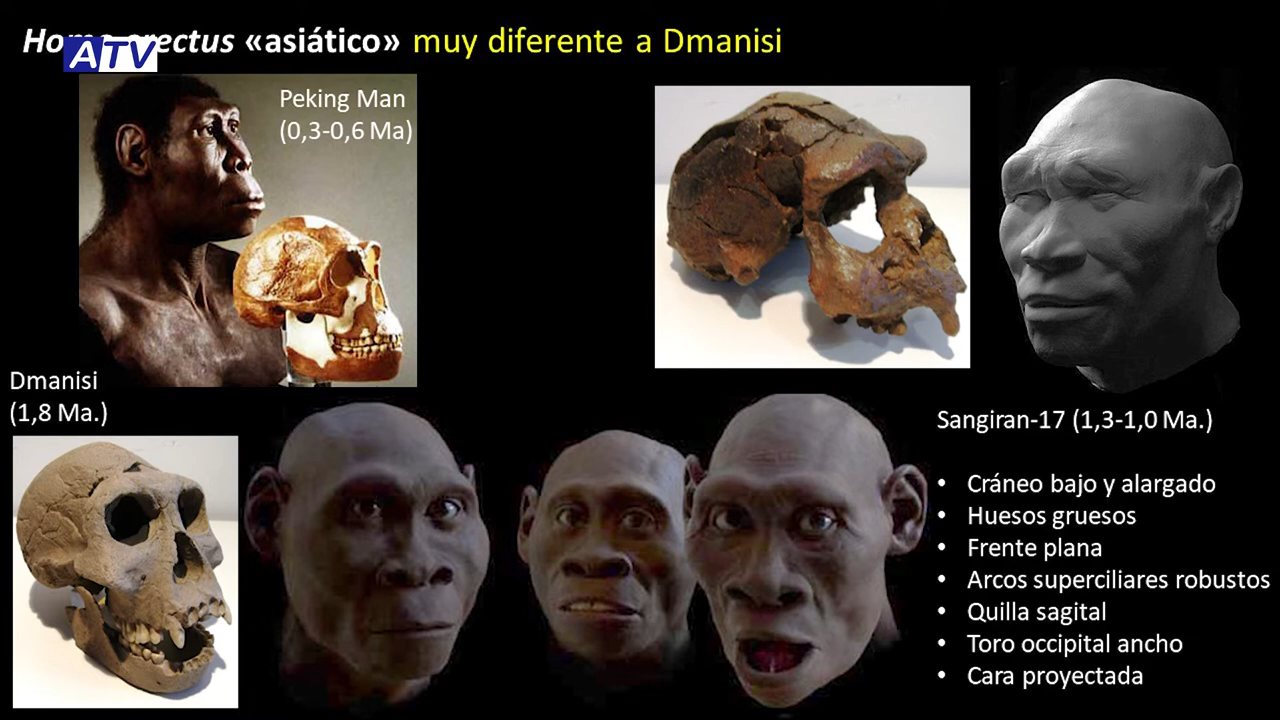 Homo erectus «asiático» muy diferente a Dmanisi
ATV
Peking Man
(0,3-0,6 Ma)
Dmanisi
(1,8 Ma.)
Sangiran-17 (1,3-1,0 Ma.)
• Cráneo bajo y alargado
• Huesos gruesos
• Frente plana
• Arcos superciliares robustos
• Quilla sagital
• Toro occipital ancho
• Cara proyectada